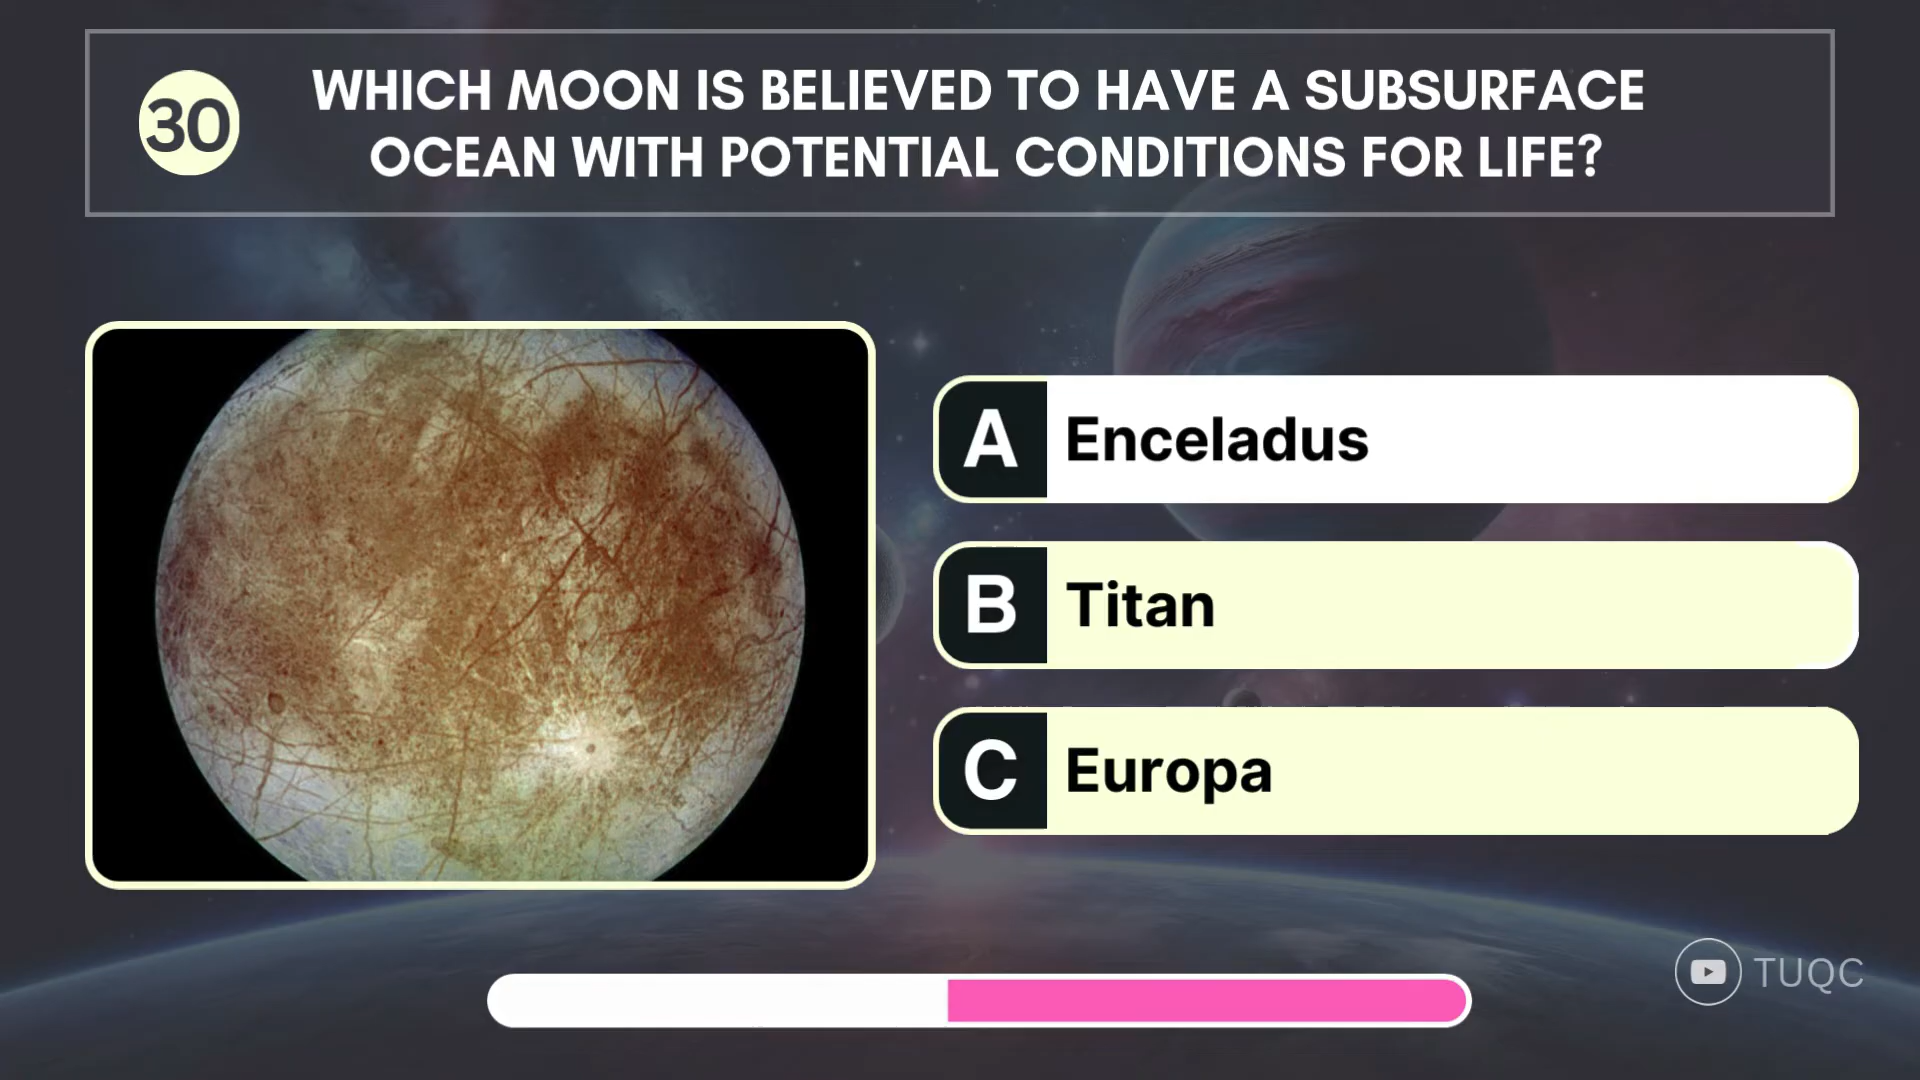 30
WHICH MOON IS BELIEVED TO HAVE A SUBSURFACE
OCEAN WITH POTENTIAL CONDITIONS FOR LIFE?
A Enceladus
B Titan
C Europa
TUQC